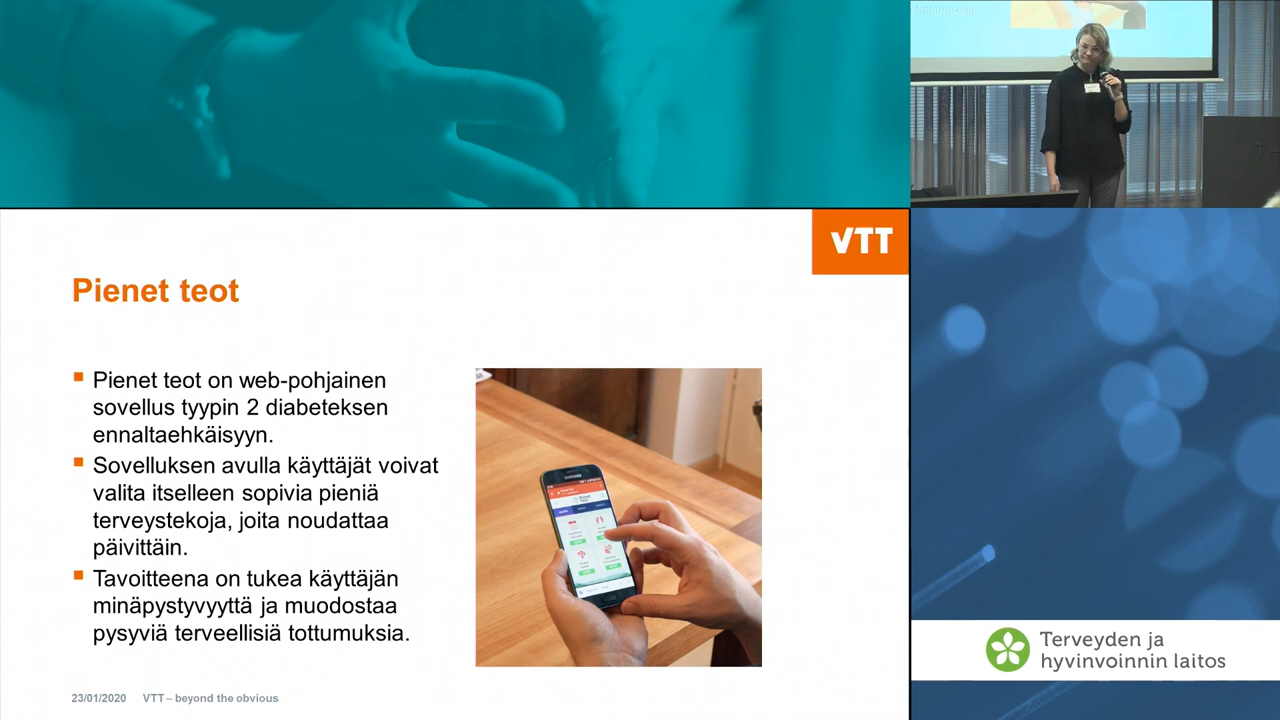 VTT
Pienet teot
Pienet teot on web-pohjainen
sovellus tyypin 2 diabeteksen
ennaltaehkäisyyn.
Sovelluksen avulla käyttäjät voivat
valita itselleen sopivia pieniä
terveystekoja, joita noudattaa
päivittäin.
Tavoitteena on tukea käyttäjän
minäpystyvyyttä ja muodostaa
pysyviä terveellisiä tottumuksia.
SAMSUNG
23/01/2020 VTT – beyond the obvious
Terveyden ja
hyvinvoinnin laitos